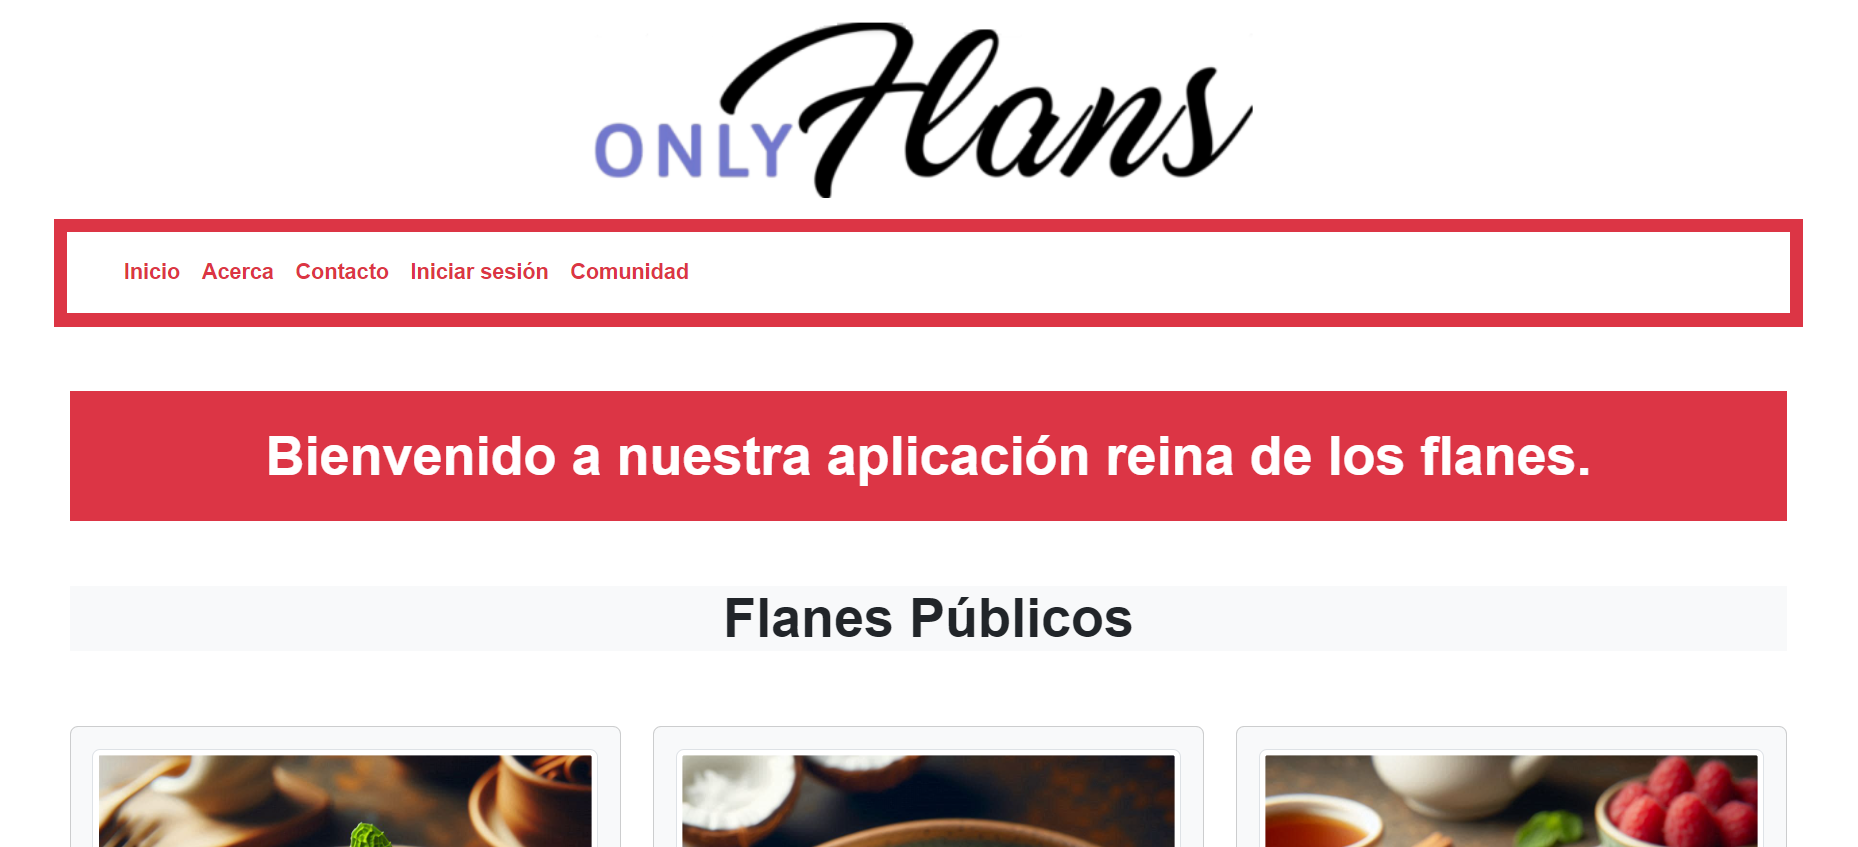 ONLY Flans
Inicio Acerca Contacto Iniciar sesión Comunidad
Bienvenido a nuestra aplicación reina de los flanes.
Flanes Públicos